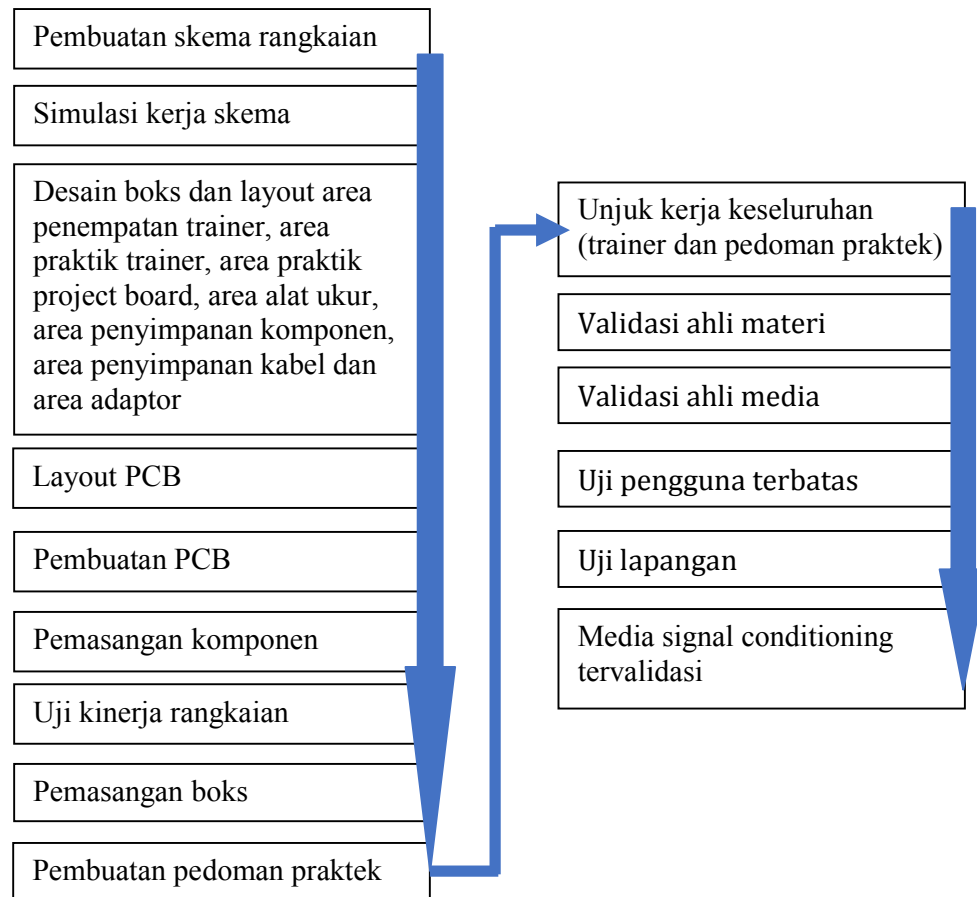 Pembuatan skema rangkaian
Simulasi kerja skema
Desain boks dan layout area
penempatan trainer, area
praktik trainer, area praktik
project board, area alat ukur,
area penyimpanan komponen,
area penyimpanan kabel dan
area adaptor
Layout PCB
Pembuatan PCB
Pemasangan komponen
Uji kinerja rangkaian
Pemasangan boks
Pembuatan pedoman praktek
Unjuk kerja keseluruhan
(trainer dan pedoman praktek)
Validasi ahli materi
Validasi ahli media
Uji pengguna terbatas
Uji lapangan
Media signal conditioning
tervalidasi